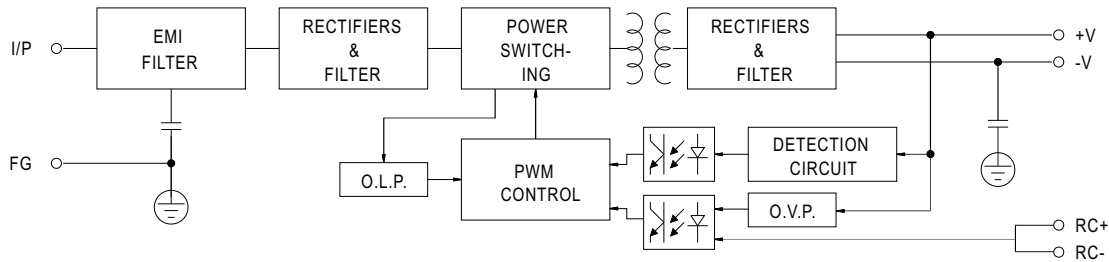 I/P
EMI
FILTER
RECTIFIERS
&
FILTER
POWER
SWITCH-
ING
RECTIFIERS
&
FILTER
+V
-V
FG
O.L.P.
PWM
CONTROL
DETECTION
CIRCUIT
O.V.P.
RC+
RC-